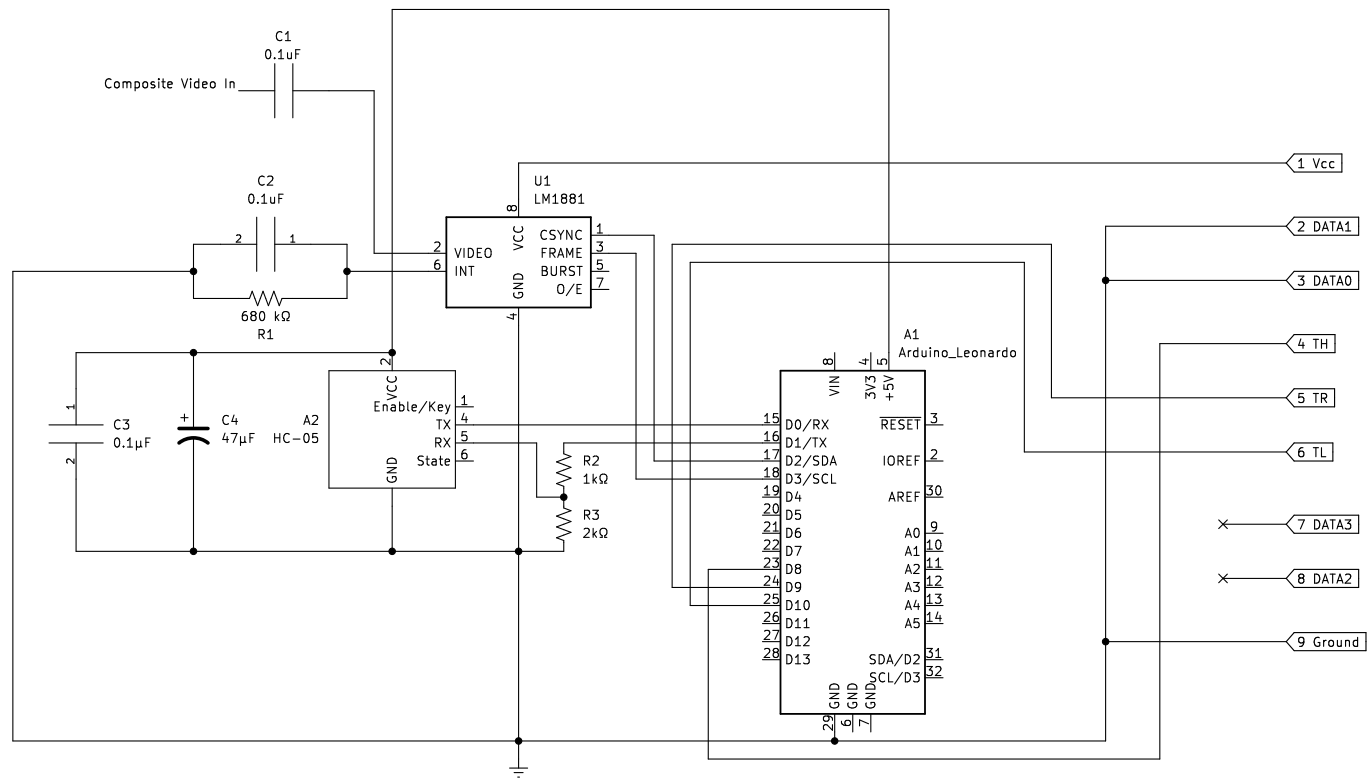 C1
0.1uF
Composite Video In
1 Vcc
C2
0.1uF
2
1
U1
LM1881
8
VCC
2
VIDEO
6
INT
CSYNC
1
FRAME
3
BURST
5
O/E
7
GND
4
2 DATA1
3 DATA0
4 TH
5 TR
6 TL
7 DATA3
8 DATA2
9 Ground
680 kΩ
R1
1
C3
0.1µF
2
+
C4
47µF
A2
HC-05
2
VCC
Enable/Key
1
TX
4
RX
5
State
6
GND
R2
1kΩ
R3
2kΩ
A1
Arduino_Leonardo
8
VIN
4
3V3
5
+5V
15
D0/RX
16
D1/TX
17
D2/SDA
18
D3/SCL
19
D4
20
D5
21
D6
22
D7
23
D8
24
D9
25
D10
26
D11
27
D12
28
D13
RESET
3
IOREF
2
AREF
30
A0
9
A1
10
A2
11
A3
12
A4
13
A5
14
SDA/D2
31
SCL/D3
32
GND
29
GND
6
GND
7